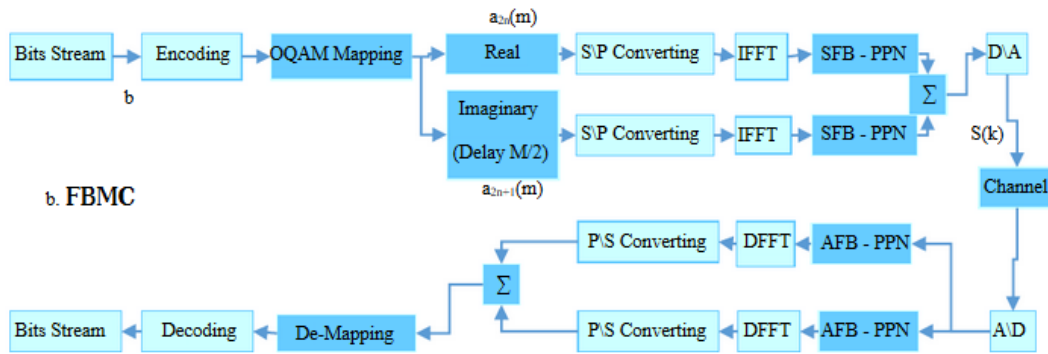 a₂ₙ(m)
Bits Stream
Encoding
OQAM Mapping
Real
S\P Converting
IFFT
SFB - PPN
D\A
b
Σ
Imaginary
(Delay M/2)
S\P Converting
IFFT
SFB - PPN
S(k)
a₂ₙ₊₁(m)
Channel
b. FBMC
P\S Converting
DFFT
AFB - PPN
Σ
Bits Stream
Decoding
De-Mapping
P\S Converting
DFFT
AFB - PPN
A\D